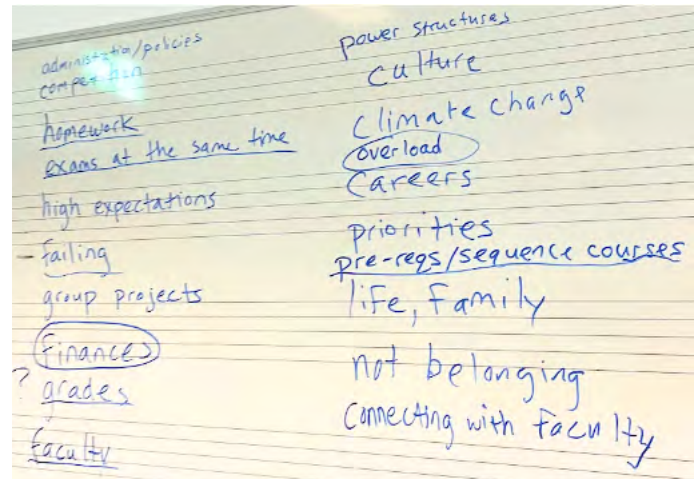 administration/policies
competition
homework
exams at the same time
high expectations
- failing
group projects
finances
? grades
faculty
power structures
culture
climate change
overload
careers
priorities
pre-reqs/sequence courses
life, family
not belonging
connecting with faculty